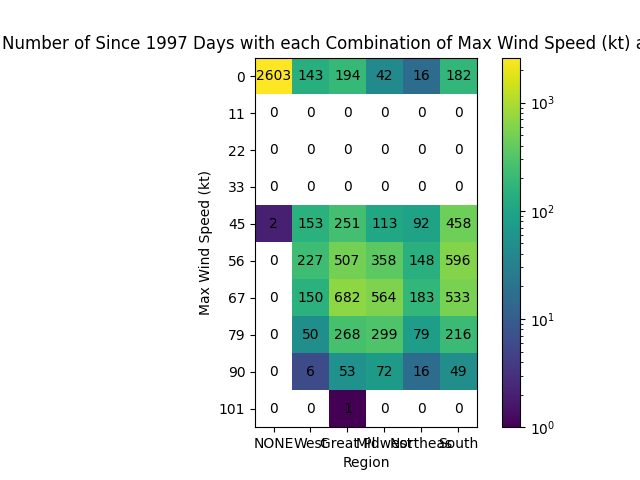 Number of Since 1997 Days with each Combination of Max Wind Speed (kt) a
0 2603 143 194 42 16 182
11 0 0 0 0 0 0
22 0 0 0 0 0 0
33 0 0 0 0 0 0
45 2 153 251 113 92 458
56 0 227 507 358 148 596
67 0 150 682 564 183 533
79 0 50 268 299 79 216
90 0 6 53 72 16 49
101 0 0 1 0 0 0
Max Wind Speed (kt)
NONE West Great Pl Midwest Northeas South
Region
10³
10²
10¹
10⁰